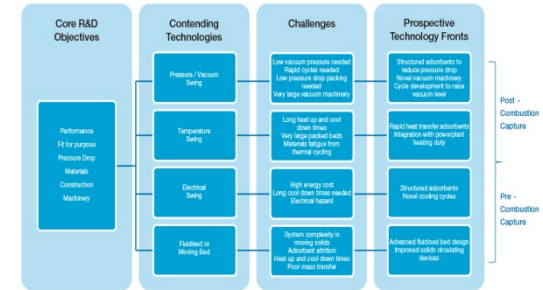 Core R&D
Objectives
Contending
Technologies
Challenges
Prospective
Technology Fronts
Performance
Fit for purpose
Pressure Drop
Materials
Construction
Machinery
Pressure / Vacuum
Swing
Low vacuum pressure needed
Rapid cycles needed
Low pressure drop packing
needed
Very large vacuum machinery
Structured adsorbents to
reduce pressure drop
Novel vacuum machinery
Cycle development to raise
vacuum level
Temperature
Swing
Long heat up and cool
down times
Very large packed beds
Materials fatigue from
thermal cycling
Rapid heat transfer adsorbents
Integration with powerplant
heating duty
Electrical
Swing
High energy cost
Long cool down times needed
Electrical hazard
Structured adsorbents
Novel cooling cycles
Fluidised or
Moving Bed
System complexity in
moving solids
Adsorbent attrition
Heat up and cool down times
Poor mass transfer
Advanced fluidised bed design
Improved solids circulating
devices
Post -
Combustion
Capture
Pre -
Combustion
Capture